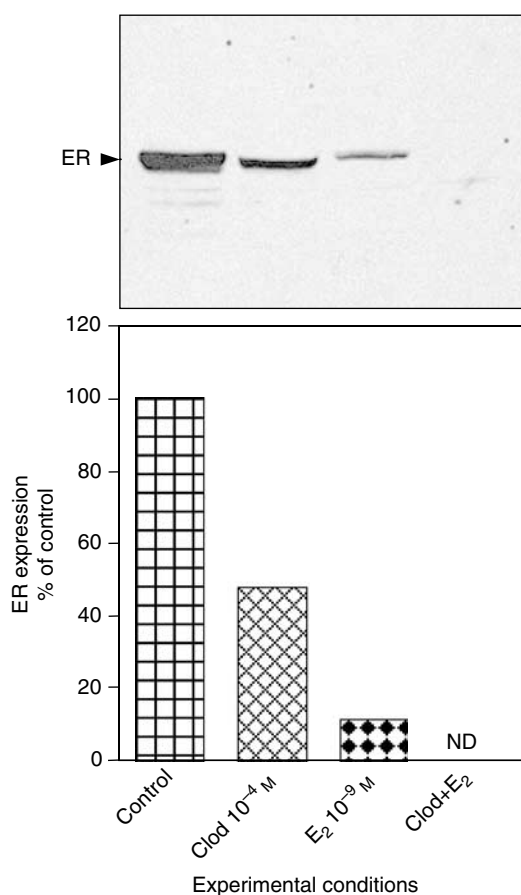 ER
120
100
80
60
40
20
0
ER expression
% of control
ND
Control
Clod 10⁻⁴ M
E₂ 10⁻⁹ M
Clod+E₂
Experimental conditions